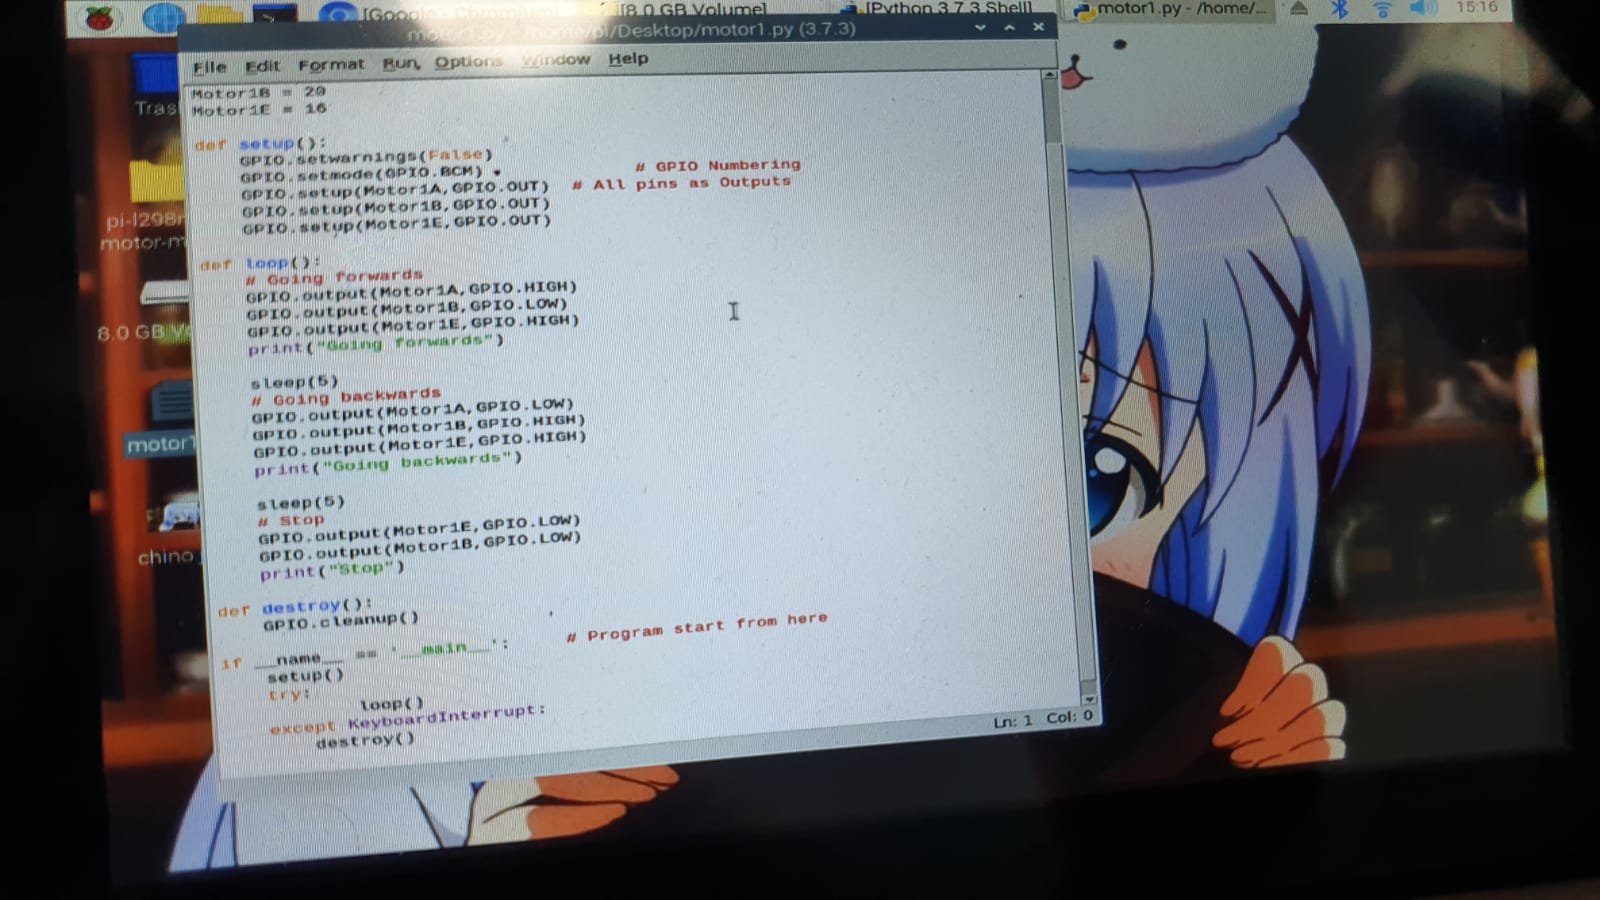 [Google - Chromium]
[8.0 GB Volume]
[Python 3.7.3 Shell]
motor1.py - /home/...
15:16
motor1.py - /home/pi/Desktop/motor1.py (3.7.3)
File Edit Format Run Options Window Help
Motor1B = 20
Motor1E = 16
def setup():
GPIO.setwarnings(False)
GPIO.setmode(GPIO.BCM) # GPIO Numbering
GPIO.setup(Motor1A,GPIO.OUT) # All pins as Outputs
GPIO.setup(Motor1B,GPIO.OUT)
GPIO.setup(Motor1E,GPIO.OUT)
def loop():
# Going forwards
GPIO.output(Motor1A,GPIO.HIGH)
GPIO.output(Motor1B,GPIO.LOW)
GPIO.output(Motor1E,GPIO.HIGH)
print("Going forwards")
sleep(5)
# Going backwards
GPIO.output(Motor1A,GPIO.LOW)
GPIO.output(Motor1B,GPIO.HIGH)
GPIO.output(Motor1E,GPIO.HIGH)
print("Going backwards")
sleep(5)
# Stop
GPIO.output(Motor1E,GPIO.LOW)
GPIO.output(Motor1B,GPIO.LOW)
print("Stop")
def destroy():
GPIO.cleanup()
if __name__ == '__main__': # Program start from here
setup()
try:
loop()
except KeyboardInterrupt:
destroy()
Ln: 1 Col: 0
Tras
pi-l298n
motor-m
8.0 GB V
motor1
chino